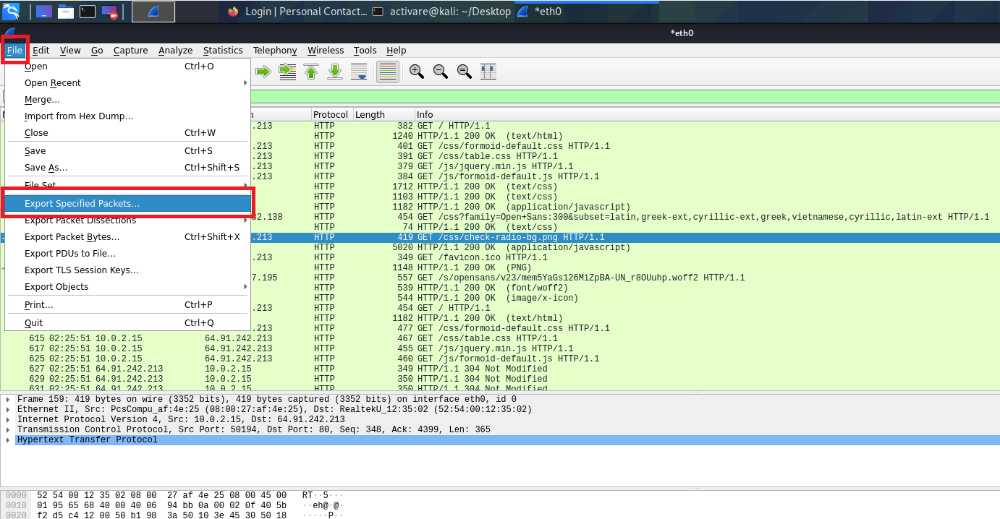 Login | Personal Contact... activare@kali: ~/Desktop *eth0
*eth0
File Edit View Go Capture Analyze Statistics Telephony Wireless Tools Help
Open Ctrl+O
Open Recent
Merge...
Import from Hex Dump...
Close Ctrl+W
Save Ctrl+S
Save As... Ctrl+Shift+S
File Set
Export Specified Packets...
Export Packet Dissections
Export Packet Bytes... Ctrl+Shift+X
Export PDUs to File...
Export TLS Session Keys...
Export Objects
Print... Ctrl+P
Quit Ctrl+Q
Protocol Length Info
.213 HTTP 382 GET / HTTP/1.1
HTTP 1240 HTTP/1.1 200 OK (text/html)
.213 HTTP 401 GET /css/formoid-default.css HTTP/1.1
.213 HTTP 391 GET /css/table.css HTTP/1.1
.213 HTTP 379 GET /js/jquery.min.js HTTP/1.1
.213 HTTP 384 GET /js/formoid-default.js HTTP/1.1
HTTP 1712 HTTP/1.1 200 OK (text/css)
HTTP 1103 HTTP/1.1 200 OK (text/css)
HTTP 1182 HTTP/1.1 200 OK (application/javascript)
2.138 HTTP 454 GET /css?family=Open+Sans:300&subset=latin,greek-ext,cyrillic-ext,greek,vietnamese,cyrillic,latin-ext HTTP/1.1
HTTP 74 HTTP/1.1 200 OK (text/css)
.213 HTTP 419 GET /css/check-radio-bg.png HTTP/1.1
HTTP 5020 HTTP/1.1 200 OK (application/javascript)
.213 HTTP 349 GET /favicon.ico HTTP/1.1
HTTP 1148 HTTP/1.1 200 OK (PNG)
7.195 HTTP 557 GET /s/opensans/v23/mem5YaGs126MiZpBA-UN_r8OUuhp.woff2 HTTP/1.1
HTTP 539 HTTP/1.1 200 OK (font/woff2)
HTTP 544 HTTP/1.1 200 OK (image/x-icon)
.213 HTTP 454 GET / HTTP/1.1
HTTP 1182 HTTP/1.1 200 OK (text/html)
.213 HTTP 477 GET /css/formoid-default.css HTTP/1.1
615 02:25:51 10.0.2.15 64.91.242.213 HTTP 467 GET /css/table.css HTTP/1.1
617 02:25:51 10.0.2.15 64.91.242.213 HTTP 455 GET /js/jquery.min.js HTTP/1.1
625 02:25:51 10.0.2.15 64.91.242.213 HTTP 460 GET /js/formoid-default.js HTTP/1.1
627 02:25:51 64.91.242.213 10.0.2.15 HTTP 349 HTTP/1.1 304 Not Modified
629 02:25:51 64.91.242.213 10.0.2.15 HTTP 350 HTTP/1.1 304 Not Modified
631 02:25:51 64.91.242.213 10.0.2.15 HTTP 350 HTTP/1.1 304 Not Modified
Frame 159: 419 bytes on wire (3352 bits), 419 bytes captured (3352 bits) on interface eth0, id 0
Ethernet II, Src: PcsCompu_af:4e:25 (08:00:27:af:4e:25), Dst: RealtekU_12:35:02 (52:54:00:12:35:02)
Internet Protocol Version 4, Src: 10.0.2.15, Dst: 64.91.242.213
Transmission Control Protocol, Src Port: 50194, Dst Port: 80, Seq: 348, Ack: 4399, Len: 365
Hypertext Transfer Protocol
0000 52 54 00 12 35 02 08 00 27 af 4e 25 08 00 45 00 RT··5···
0010 01 95 65 68 40 00 40 06 94 bb 0a 00 02 0f 40 5b ··eh@·@·
0020 f2 d5 c4 12 00 50 b1 98 3a 50 10 3e 45 30 50 18 ·····P··